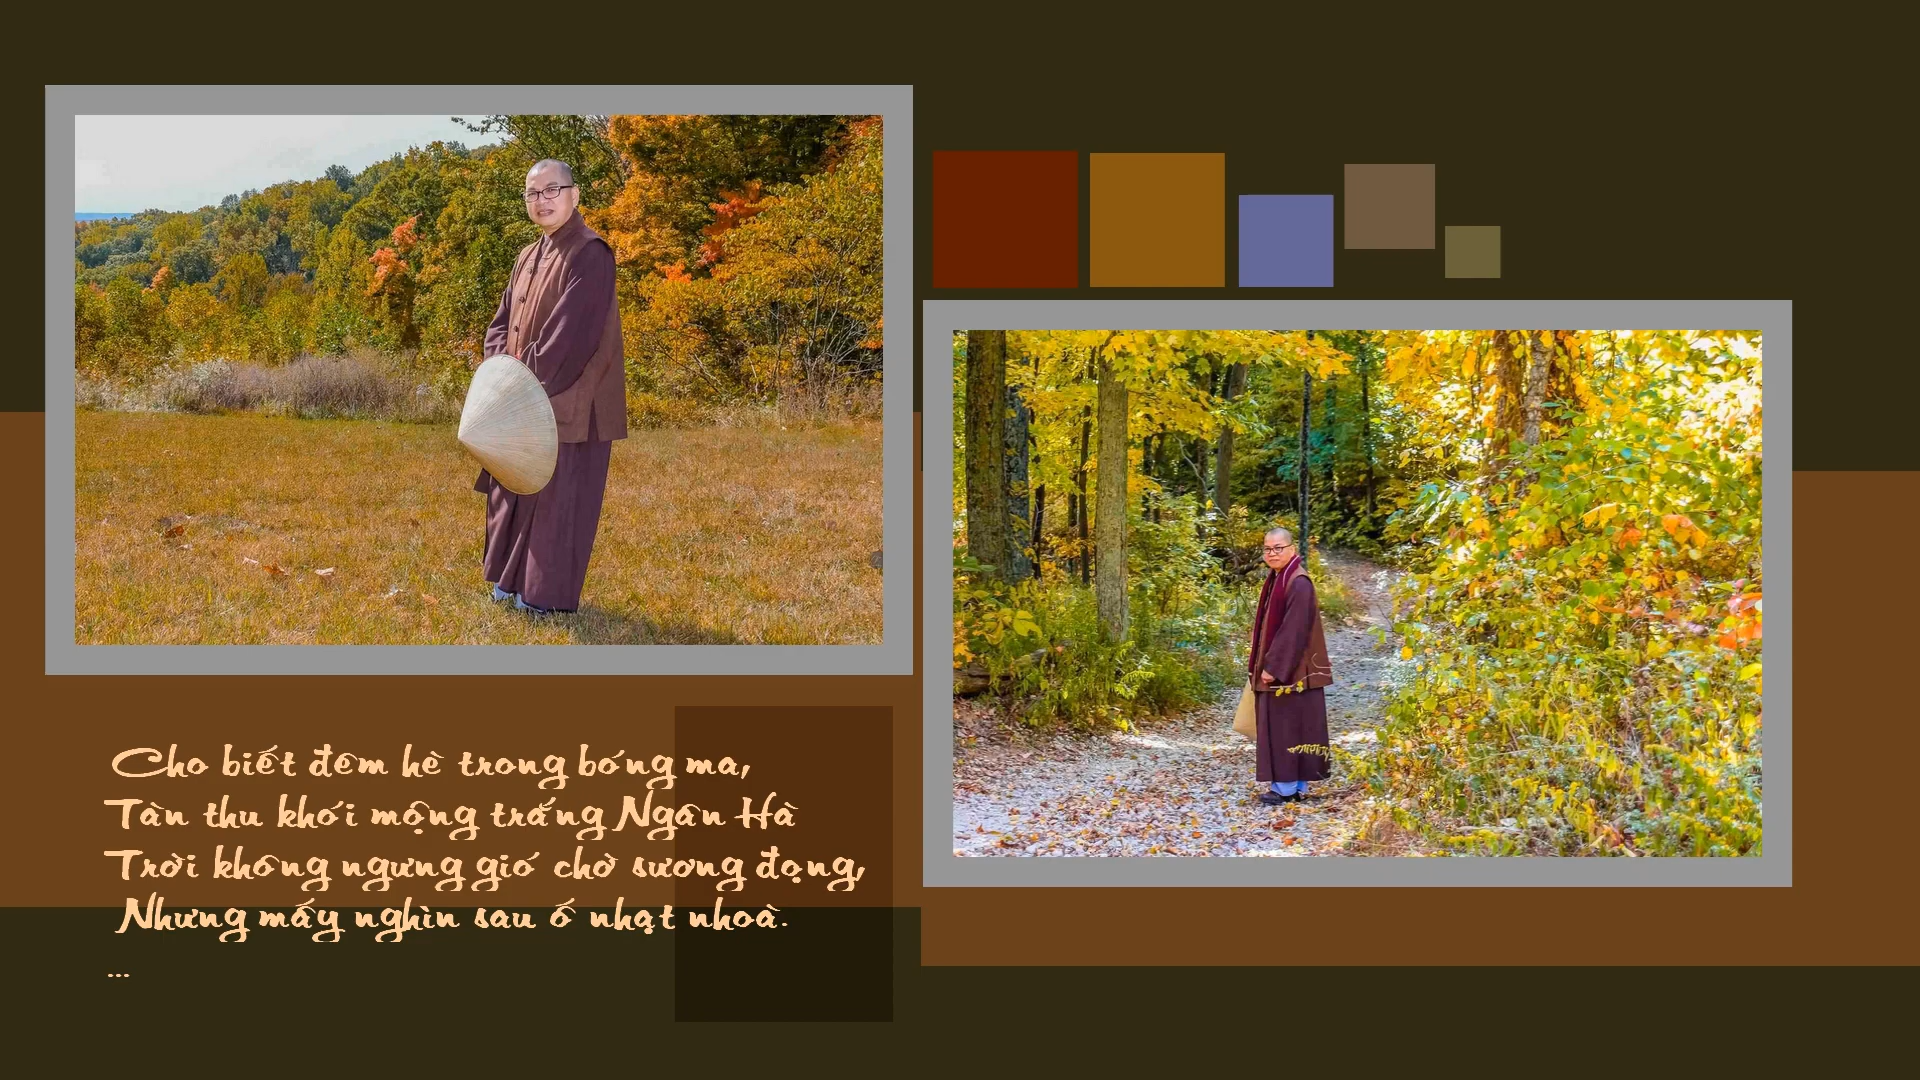 Cho biết đêm hè trong bóng ma,
Tàn thu khói mộng trắng Ngân Hà
Trời không ngưng gió chờ sương đọng,
Nhưng mấy nghìn sau ố nhạt nhoà.
...